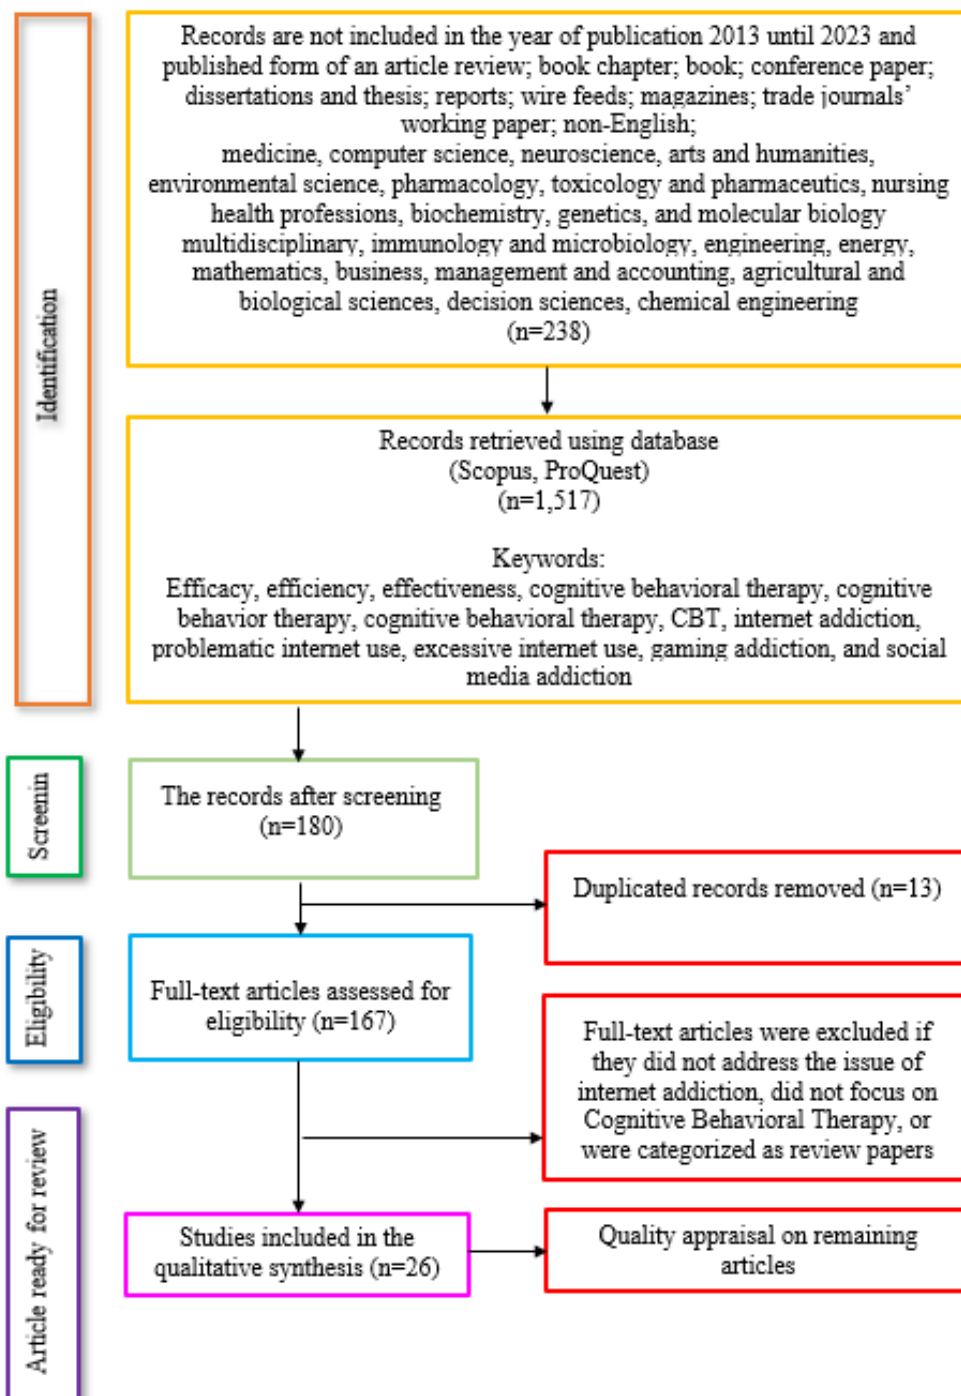 Identification
Records are not included in the year of publication 2013 until 2023 and
published form of an article review; book chapter; book; conference paper;
dissertations and thesis; reports; wire feeds; magazines; trade journals'
working paper; non-English;
medicine, computer science, neuroscience, arts and humanities,
environmental science, pharmacology, toxicology and pharmaceutics, nursing
health professions, biochemistry, genetics, and molecular biology
multidisciplinary, immunology and microbiology, engineering, energy,
mathematics, business, management and accounting, agricultural and
biological sciences, decision sciences, chemical engineering
(n=238)
Records retrieved using database
(Scopus, ProQuest)
(n=1,517)
Keywords:
Efficacy, efficiency, effectiveness, cognitive behavioral therapy, cognitive
behavior therapy, cognitive behavioral therapy, CBT, internet addiction,
problematic internet use, excessive internet use, gaming addiction, and social
media addiction
Screenin
The records after screening
(n=180)
Duplicated records removed (n=13)
Eligibility
Full-text articles assessed for
eligibility (n=167)
Full-text articles were excluded if
they did not address the issue of
internet addiction, did not focus on
Cognitive Behavioral Therapy, or
were categorized as review papers
Article ready for review
Studies included in the
qualitative synthesis (n=26)
Quality appraisal on remaining
articles